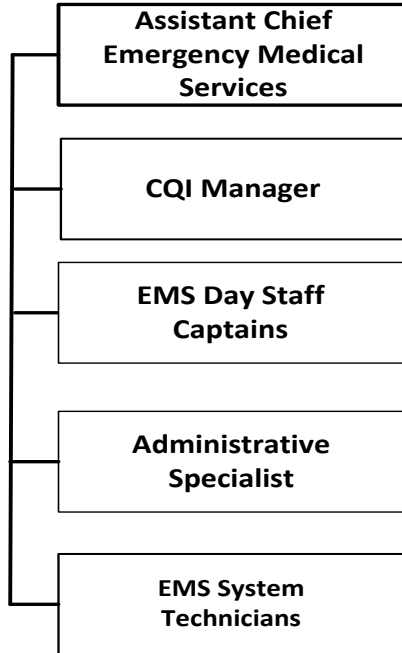 Assistant Chief
Emergency Medical
Services
CQI Manager
EMS Day Staff
Captains
Administrative
Specialist
EMS System
Technicians